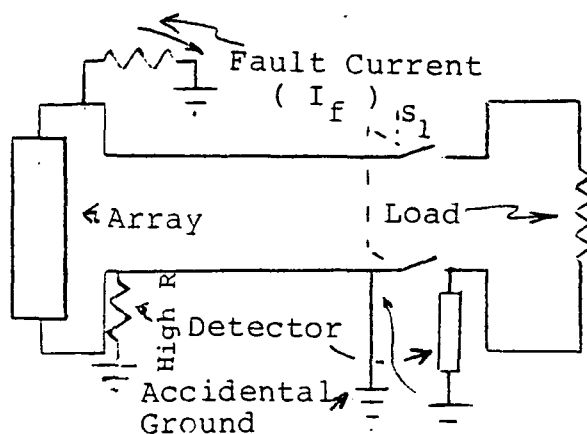 Fault Current
( I_f )
S_1
Array
Load
High R
Detector
Accidental
Ground